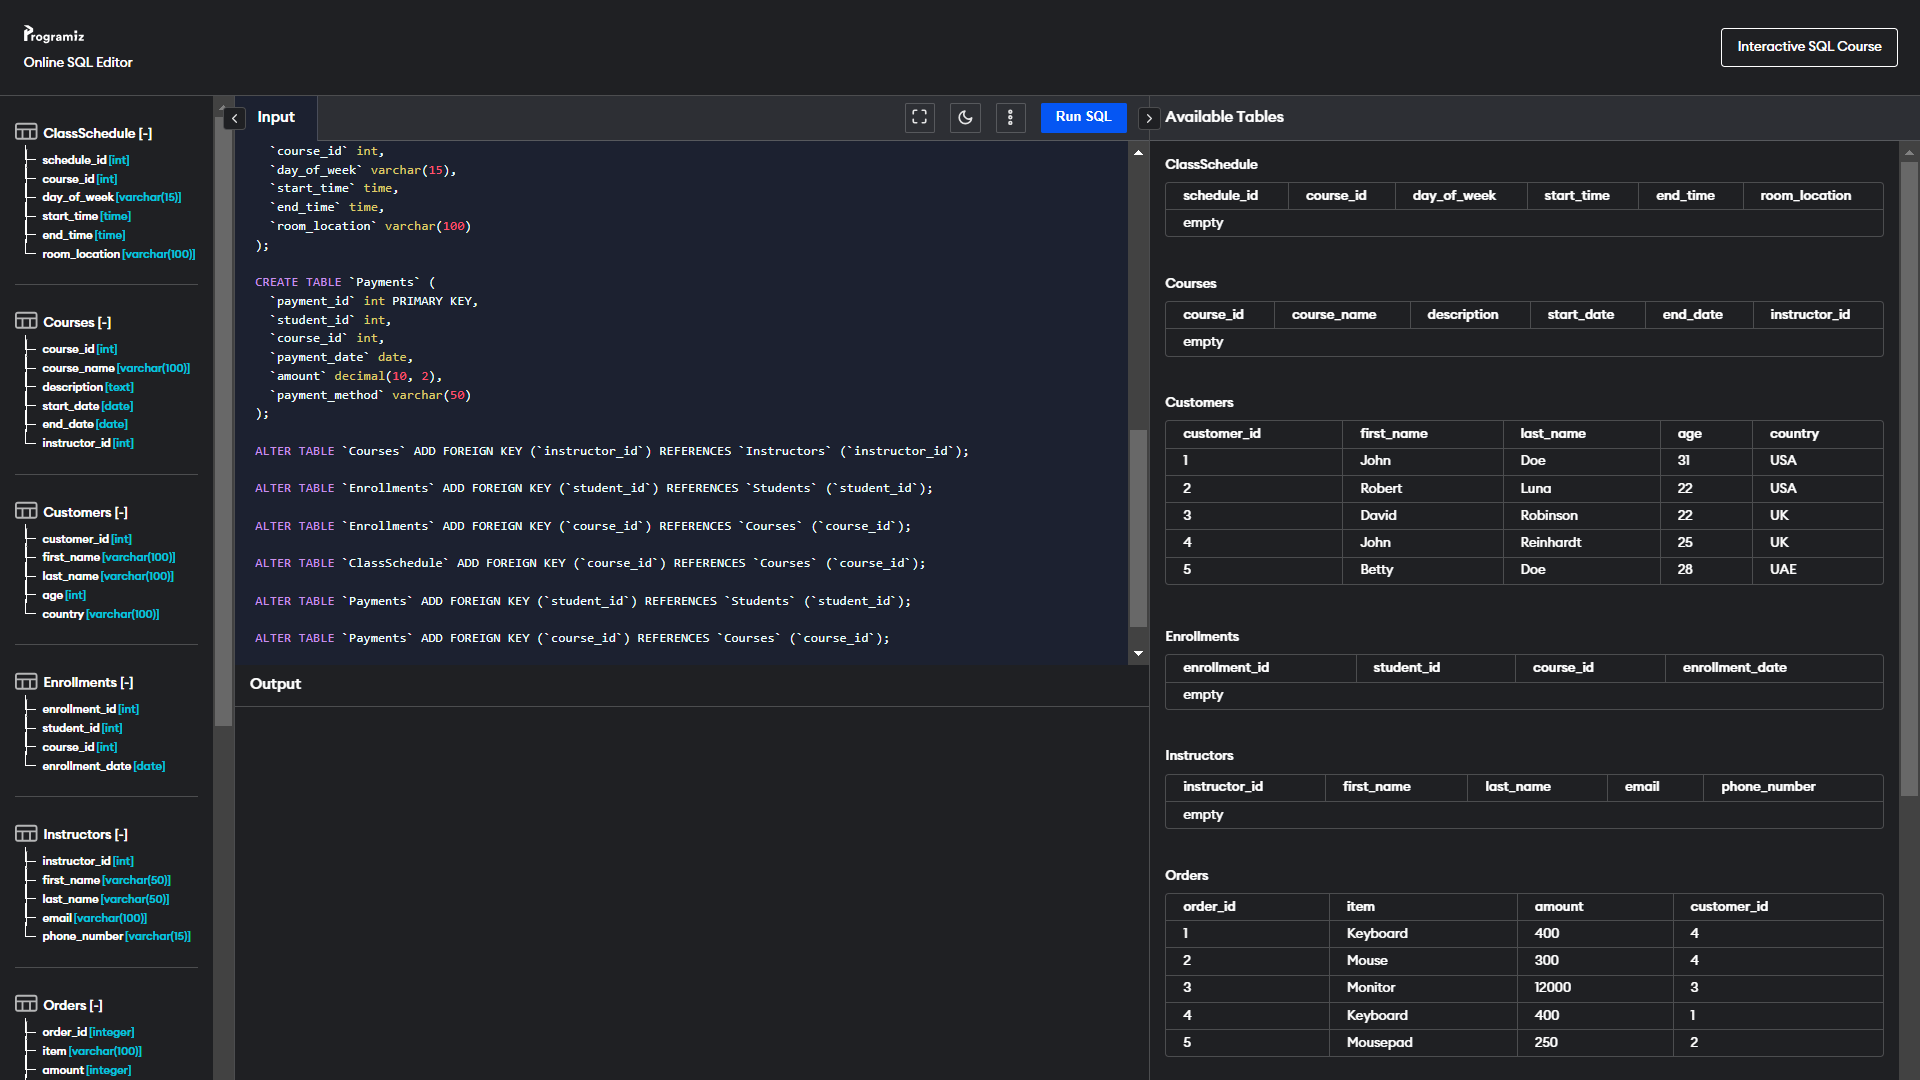 Programiz
Online SQL Editor
Interactive SQL Course
ClassSchedule [-]
schedule_id [int]
course_id [int]
day_of_week [varchar(15)]
start_time [time]
end_time [time]
room_location [varchar(100)]
Courses [-]
course_id [int]
course_name [varchar(100)]
description [text]
start_date [date]
end_date [date]
instructor_id [int]
Customers [-]
customer_id [int]
first_name [varchar(100)]
last_name [varchar(100)]
age [int]
country [varchar(100)]
Enrollments [-]
enrollment_id [int]
student_id [int]
course_id [int]
enrollment_date [date]
Instructors [-]
instructor_id [int]
first_name [varchar(50)]
last_name [varchar(50)]
email [varchar(100)]
phone_number [varchar(15)]
Orders [-]
order_id [integer]
item [varchar(100)]
amount [integer]
Input
Run SQL
`course_id` int,
`day_of_week` varchar(15),
`start_time` time,
`end_time` time,
`room_location` varchar(100)
);
CREATE TABLE `Payments` (
`payment_id` int PRIMARY KEY,
`student_id` int,
`course_id` int,
`payment_date` date,
`amount` decimal(10, 2),
`payment_method` varchar(50)
);
ALTER TABLE `Courses` ADD FOREIGN KEY (`instructor_id`) REFERENCES `Instructors` (`instructor_id`);
ALTER TABLE `Enrollments` ADD FOREIGN KEY (`student_id`) REFERENCES `Students` (`student_id`);
ALTER TABLE `Enrollments` ADD FOREIGN KEY (`course_id`) REFERENCES `Courses` (`course_id`);
ALTER TABLE `ClassSchedule` ADD FOREIGN KEY (`course_id`) REFERENCES `Courses` (`course_id`);
ALTER TABLE `Payments` ADD FOREIGN KEY (`student_id`) REFERENCES `Students` (`student_id`);
ALTER TABLE `Payments` ADD FOREIGN KEY (`course_id`) REFERENCES `Courses` (`course_id`);
Output
Available Tables
ClassSchedule
schedule_id course_id day_of_week start_time end_time room_location
empty
Courses
course_id course_name description start_date end_date instructor_id
empty
Customers
customer_id first_name last_name age country
1 John Doe 31 USA
2 Robert Luna 22 USA
3 David Robinson 22 UK
4 John Reinhardt 25 UK
5 Betty Doe 28 UAE
Enrollments
enrollment_id student_id course_id enrollment_date
empty
Instructors
instructor_id first_name last_name email phone_number
empty
Orders
order_id item amount customer_id
1 Keyboard 400 4
2 Mouse 300 4
3 Monitor 12000 3
4 Keyboard 400 1
5 Mousepad 250 2